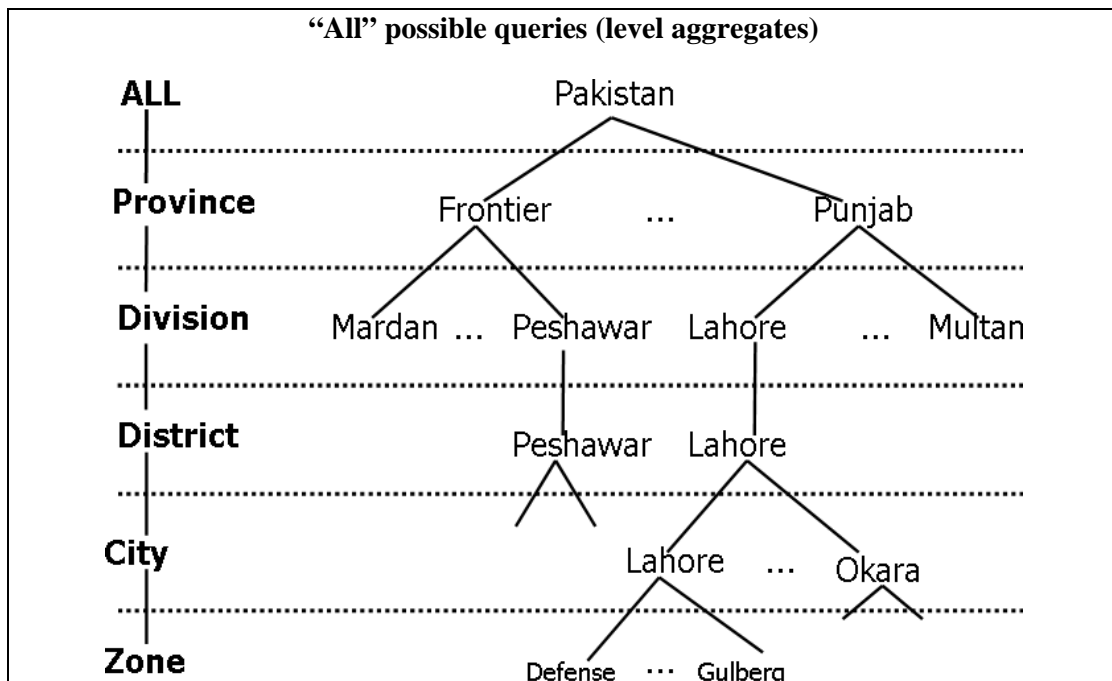 “All” possible queries (level aggregates)
ALL Pakistan
Province Frontier ... Punjab
Division Mardan ... Peshawar Lahore ... Multan
District Peshawar Lahore
City Lahore ... Okara
Zone Defense ... Gulberg